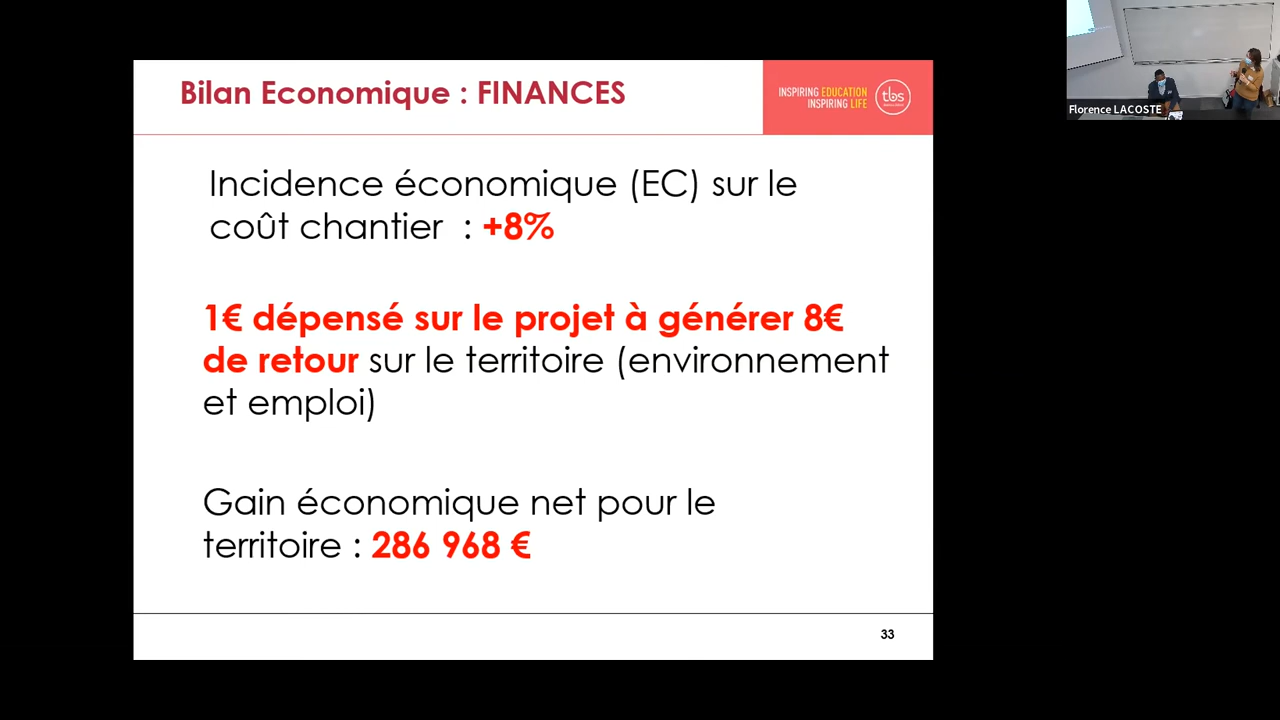 Bilan Economique : FINANCES
INSPIRING EDUCATION
INSPIRING LIFE
tbs
Florence LACOSTE
Incidence économique (EC) sur le
coût chantier : +8%
1€ dépensé sur le projet à générer 8€
de retour sur le territoire (environnement
et emploi)
Gain économique net pour le
territoire : 286 968 €
33